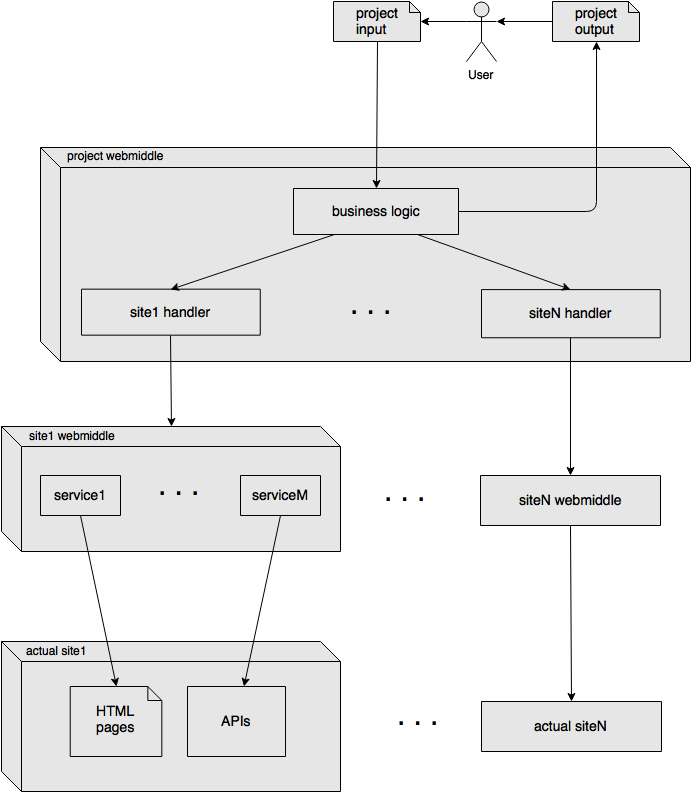 project
input
project
output
User
project webmiddle
business logic
site1 handler
. . .
siteN handler
site1 webmiddle
service1
. . .
serviceM
. . .
siteN webmiddle
actual site1
HTML
pages
APIs
. . .
actual siteN